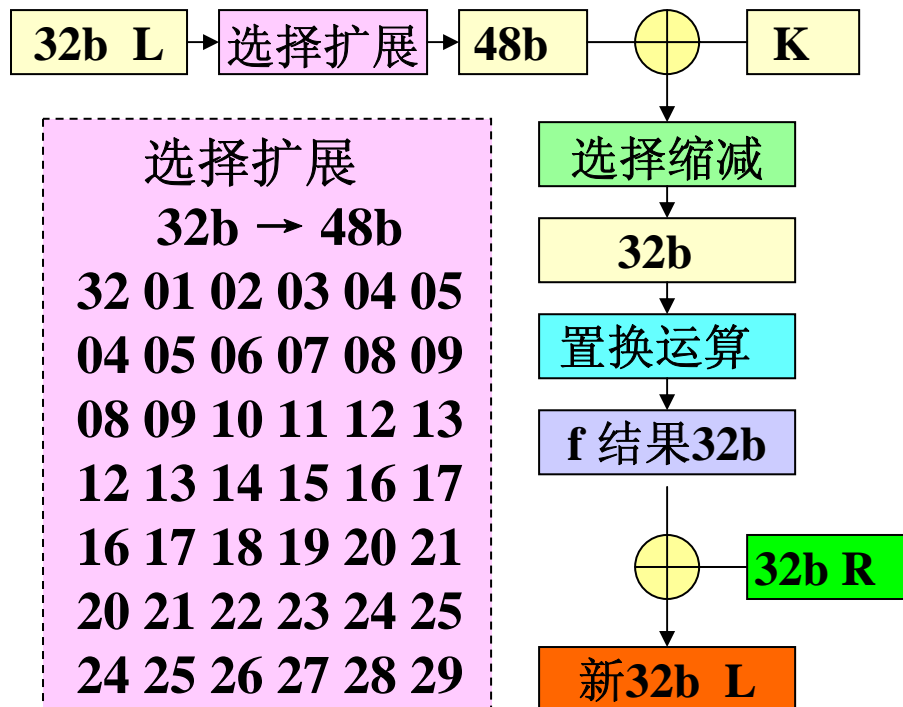 32b L 选择扩展 48b K
选择缩减
32b
置换运算
f 结果32b
32b R
新32b L
选择扩展
32b → 48b
32 01 02 03 04 05
04 05 06 07 08 09
08 09 10 11 12 13
12 13 14 15 16 17
16 17 18 19 20 21
20 21 22 23 24 25
24 25 26 27 28 29